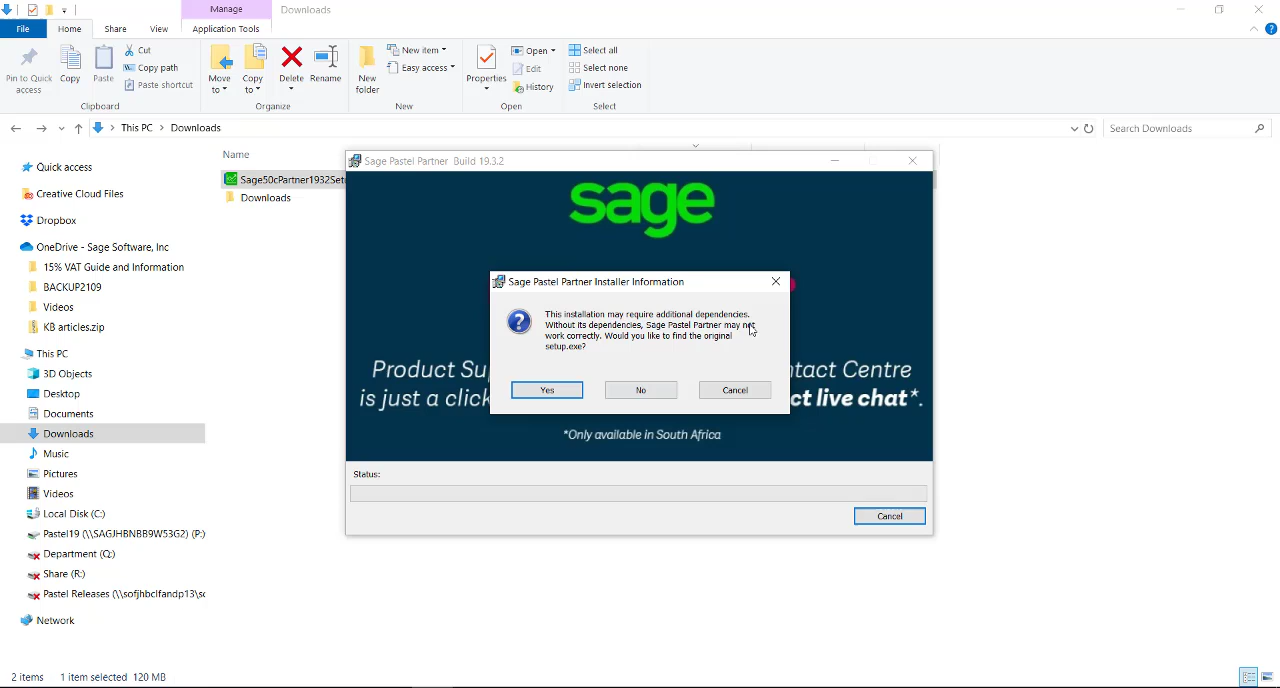 Manage
Downloads
File
Home
Share
View
Application Tools
Pin to Quick
access
Copy
Paste
Cut
Copy path
Paste shortcut
Clipboard
Move
to
Copy
to
Delete
Rename
Organize
New
folder
New item
Easy access
New
Properties
Open
Edit
History
Open
Select all
Select none
Invert selection
Select
This PC
Downloads
Search Downloads
Quick access
Creative Cloud Files
Dropbox
OneDrive - Sage Software, Inc
15% VAT Guide and Information
BACKUP2109
Videos
KB articles.zip
This PC
3D Objects
Desktop
Documents
Downloads
Music
Pictures
Videos
Local Disk (C:)
Pastel19 (\\SAGJHBNBB9W53G2) (P:)
Department (Q:)
Share (R:)
Pastel Releases (\\sofjhbclfandp13\so
Network
Name
Sage50cPartner1932Setu
Downloads
Sage Pastel Partner Build 19.3.2
sage
Sage Pastel Partner Installer Information
This installation may require additional dependencies.
Without its dependencies, Sage Pastel Partner may not
work correctly. Would you like to find the original
setup.exe?
Yes
No
Cancel
Product Su
ntact Centre
is just a click
ct live chat*.
*Only available in South Africa
Status:
Cancel
2 items
1 item selected 120 MB